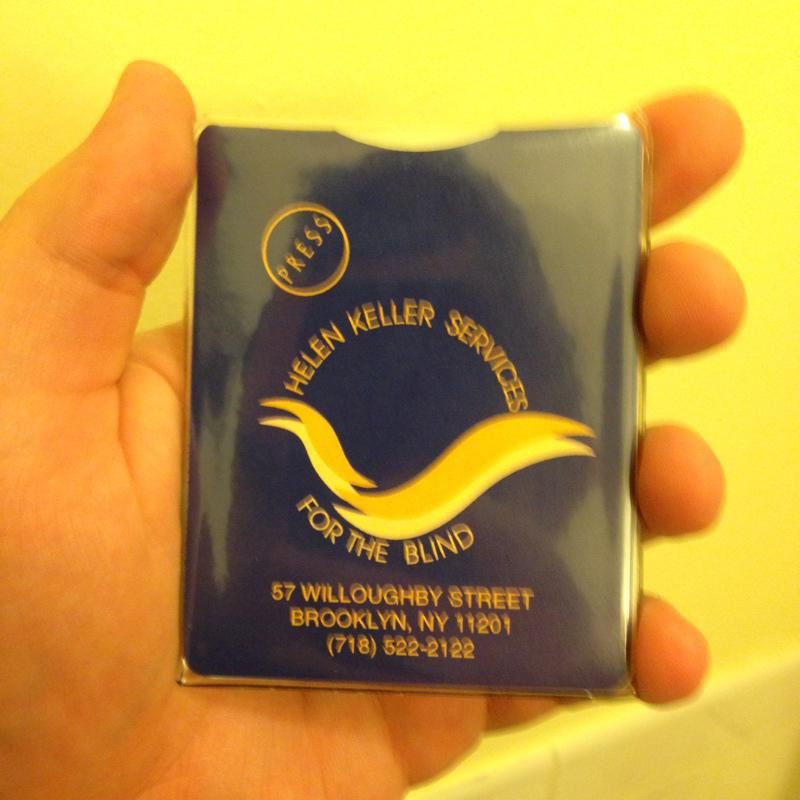 PRESS
HELEN KELLER SERVICES
FOR THE BLIND
57 WILLOUGHBY STREET
BROOKLYN, NY 11201
(718) 522-2122